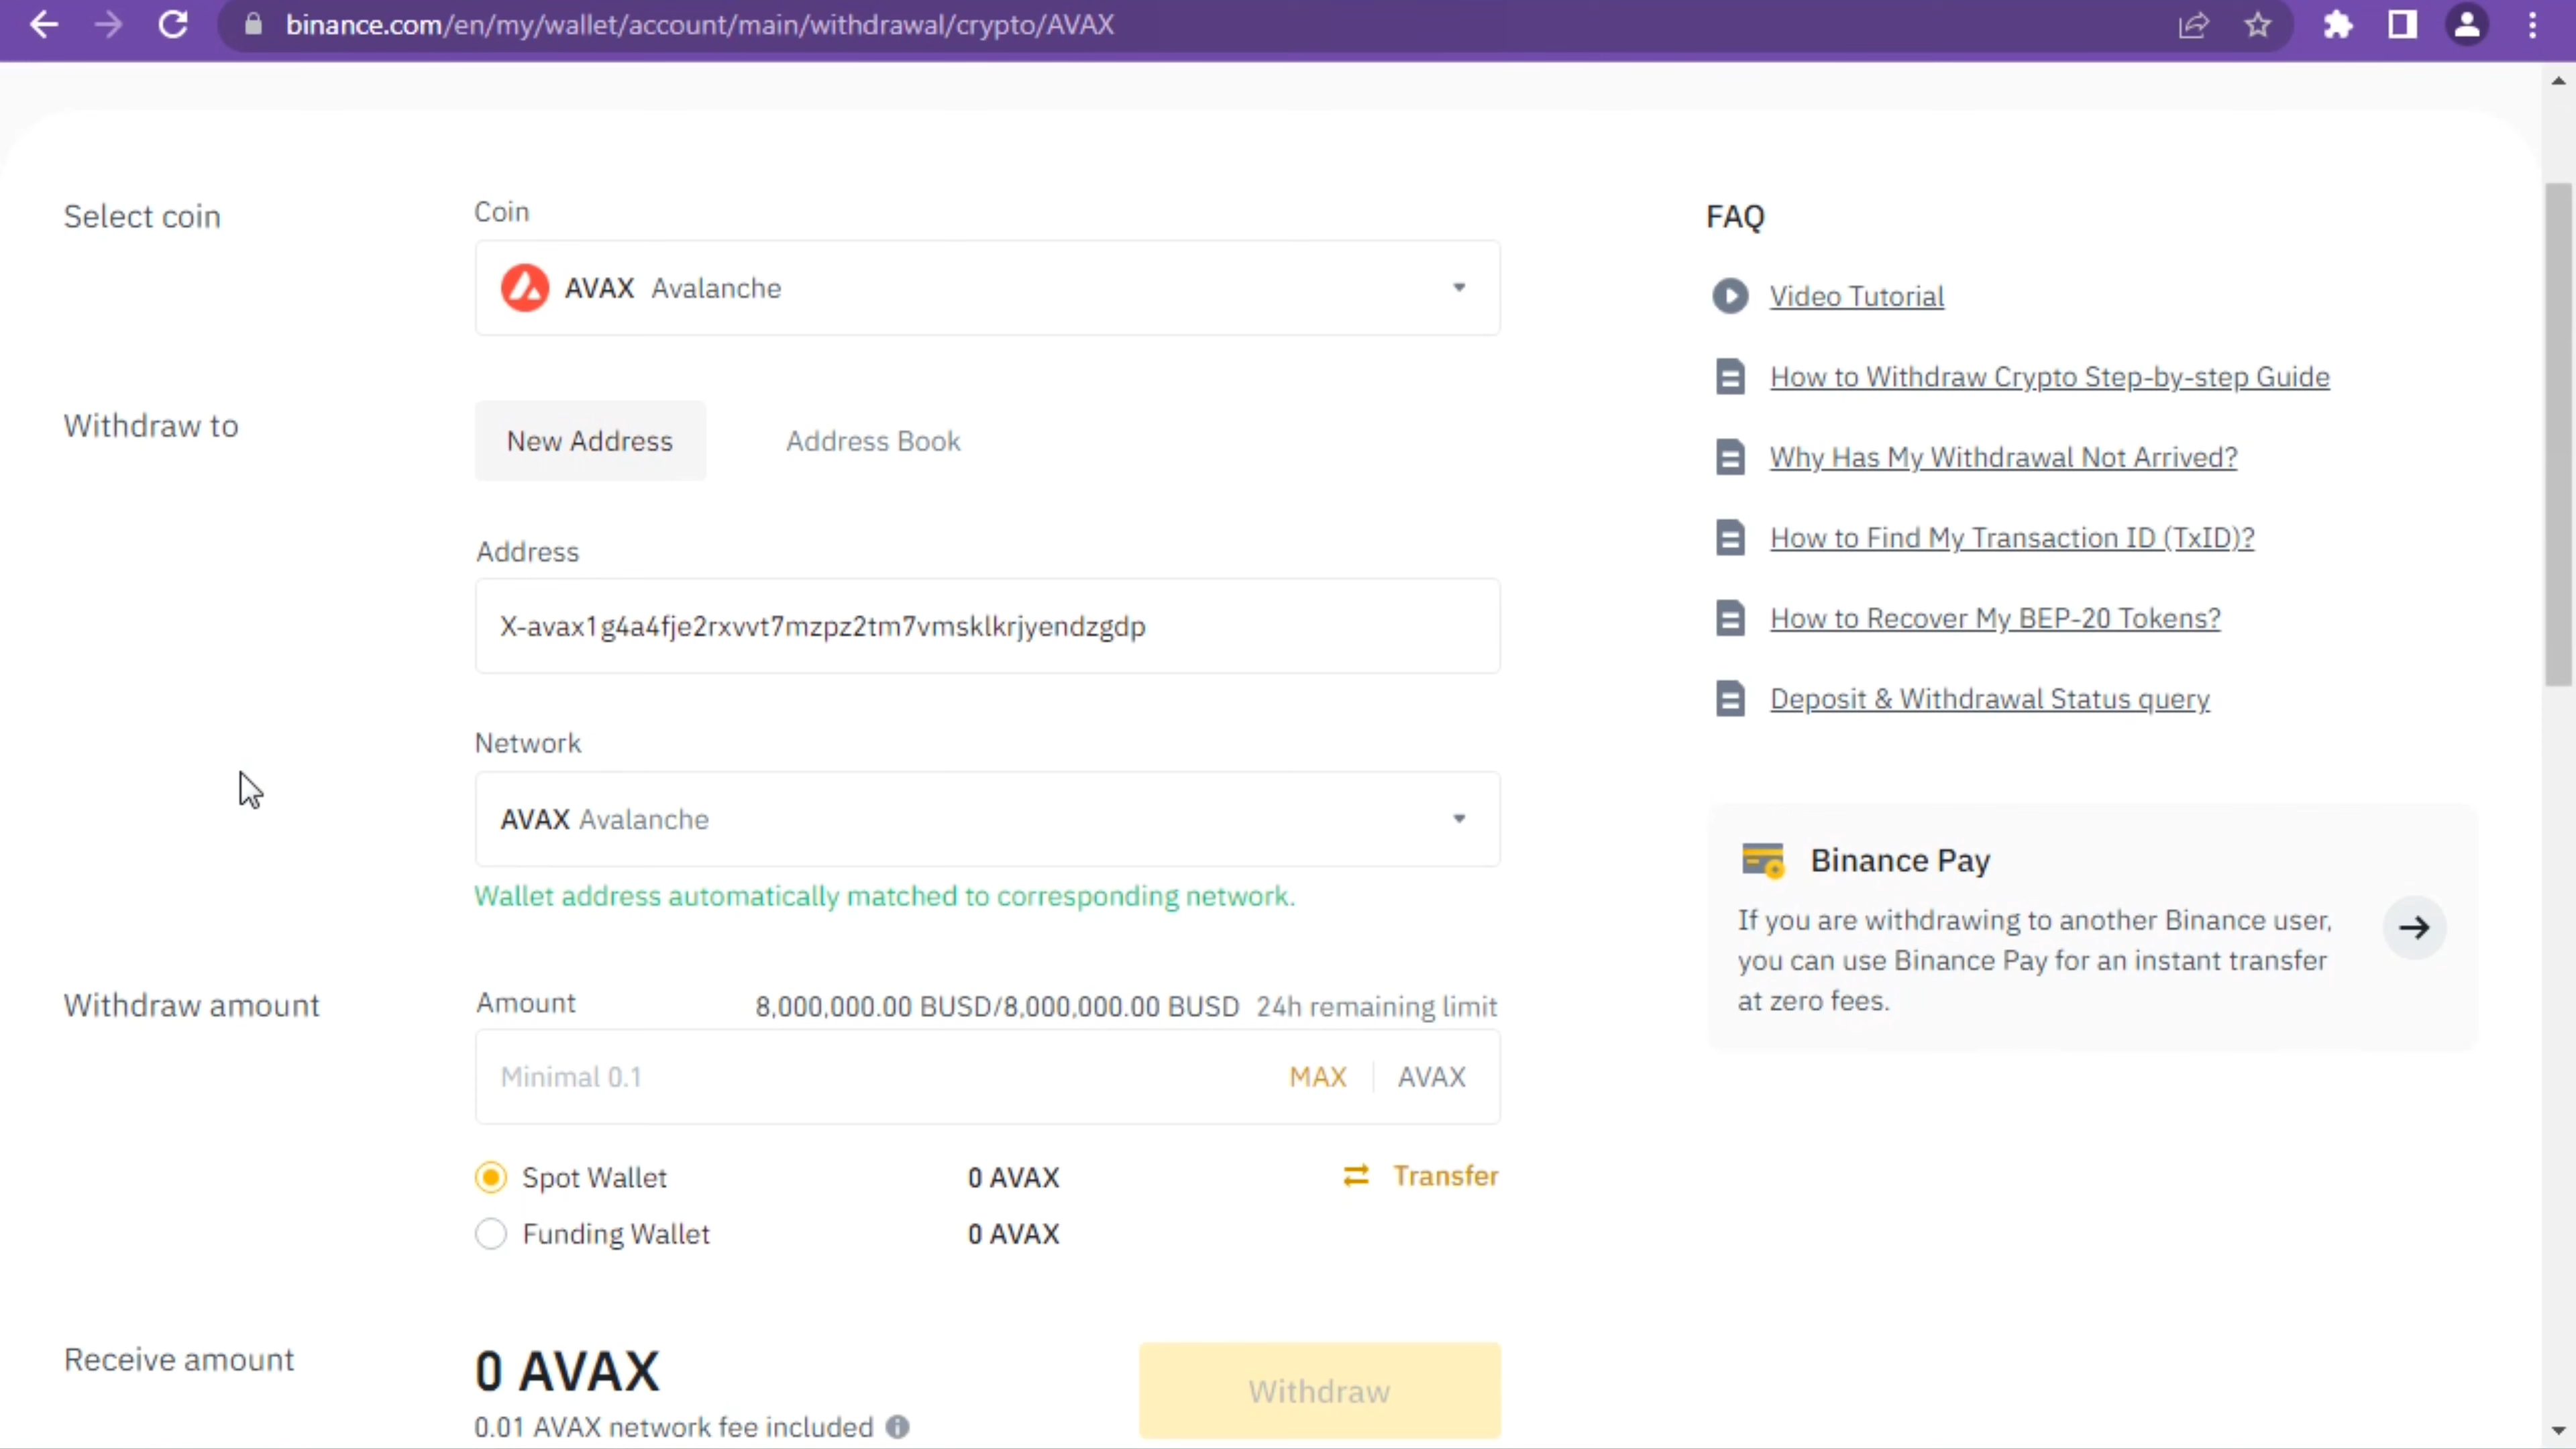 binance.com/en/my/wallet/account/main/withdrawal/crypto/AVAX
Select coin
Coin
AVAX Avalanche
Withdraw to
New Address
Address Book
Address
X-avax1g4a4fje2rxvvt7mzpz2tm7vmsklkrjyendzgdp
Network
AVAX Avalanche
Wallet address automatically matched to corresponding network.
Withdraw amount
Amount
8,000,000.00 BUSD/8,000,000.00 BUSD 24h remaining limit
Minimal 0.1
MAX
AVAX
Spot Wallet
0 AVAX
Transfer
Funding Wallet
0 AVAX
Receive amount
0 AVAX
0.01 AVAX network fee included
Withdraw
FAQ
Video Tutorial
How to Withdraw Crypto Step-by-step Guide
Why Has My Withdrawal Not Arrived?
How to Find My Transaction ID (TxID)?
How to Recover My BEP-20 Tokens?
Deposit & Withdrawal Status query
Binance Pay
If you are withdrawing to another Binance user,
you can use Binance Pay for an instant transfer
at zero fees.